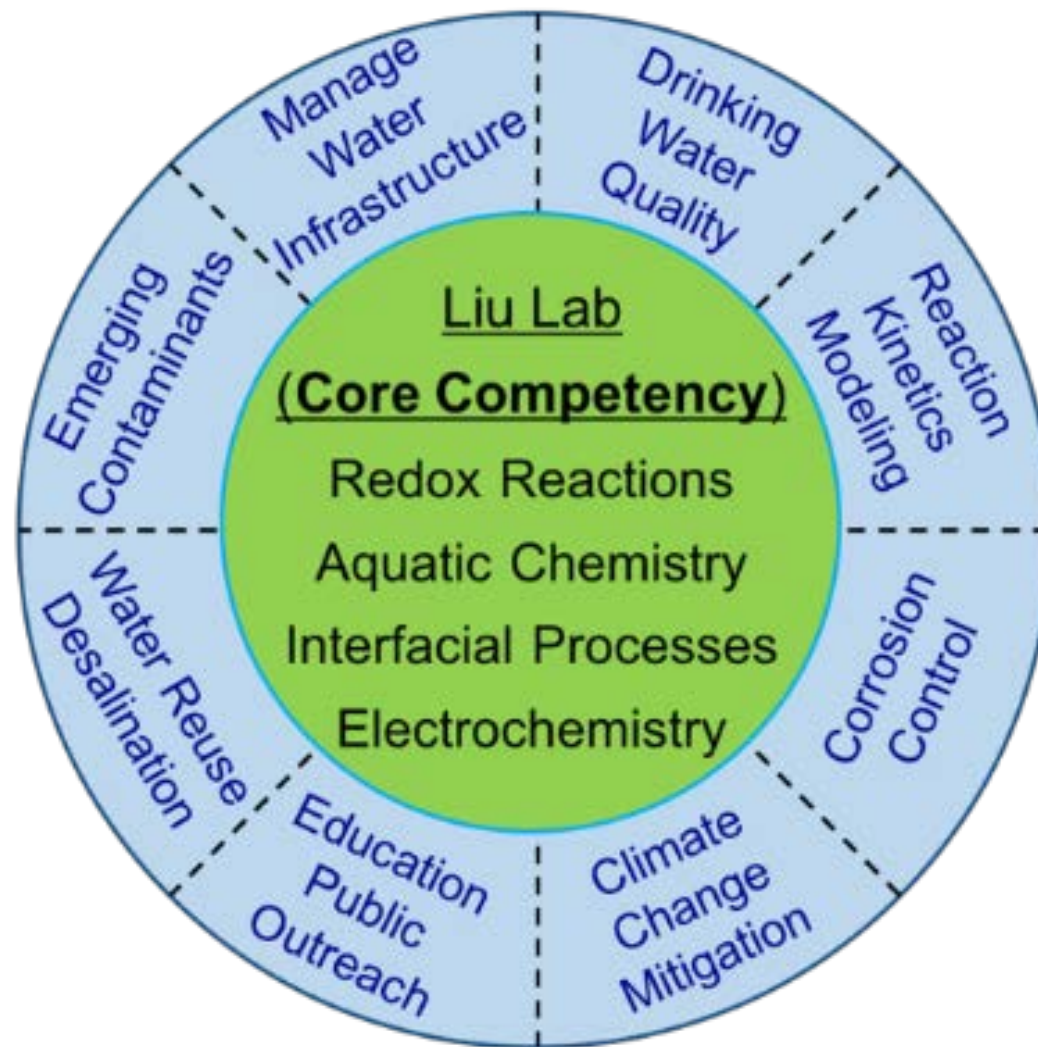 Manage
Water
Infrastructure
Drinking
Water
Quality
Reaction
Kinetics
Modeling
Corrosion
Control
Climate
Change
Mitigation
Education
Public
Outreach
Water Reuse
Desalination
Emerging
Contaminants
Liu Lab
(Core Competency)
Redox Reactions
Aquatic Chemistry
Interfacial Processes
Electrochemistry